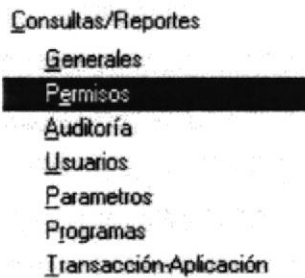 Consultas/Reportes
Generales
Permisos
Auditoría
Usuarios
Parametros
Programas
Transacción-Aplicación